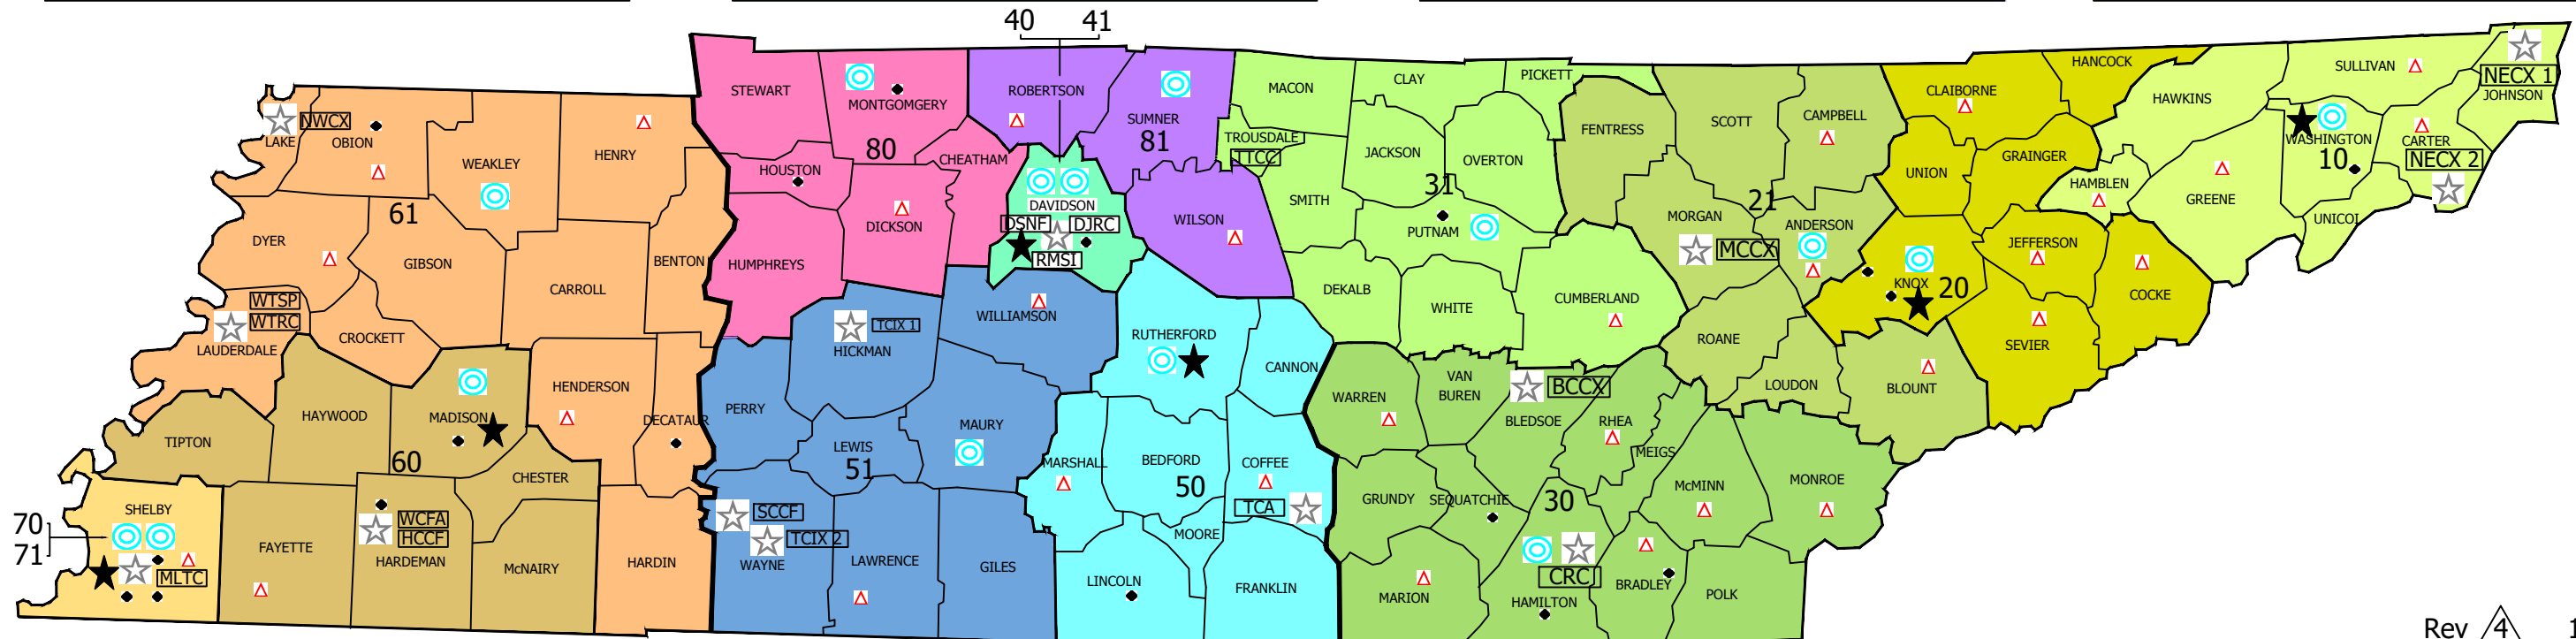 40 41
STEWART
MONTGOMGERY
ROBERTSON
SUMNER
81
MACON
CLAY
PICKETT
HANCOCK
CLAIBORNE
SULLIVAN
NECX 1
JOHNSON
HAWKINS
LAKE
NWCX
OBION
WEAKLEY
HENRY
HOUSTON
80
CHEATHAM
TROUSDALE
TTCC
JACKSON
OVERTON
31
FENTRESS
SCOTT
CAMPBELL
UNION
GRAINGER
HAMBLEN
GREENE
WASHINGTON
10
CARTER
NECX 2
UNICOI
61
DYER
GIBSON
CARROLL
BENTON
HUMPHREYS
DICKSON
DAVIDSON
DSNF
DJRC
RMSI
WILSON
SMITH
PUTNAM
MORGAN
21
MCCX
ANDERSON
KNOX
20
JEFFERSON
COCKE
SEVIER
WTSP
WTRC
LAUDERDALE
CROCKETT
TCIX 1
HICKMAN
WILLIAMSON
RUTHERFORD
CANNON
DEKALB
WHITE
CUMBERLAND
ROANE
LOUDON
BLOUNT
TIPTON
HAYWOOD
MADISON
60
HENDERSON
DECATAUR
CHESTER
PERRY
LEWIS
51
MAURY
MARSHALL
BEDFORD
50
COFFEE
TCA
WARREN
VAN
BUREN
BCCX
BLEDSOE
RHEA
MEIGS
McMINN
MONROE
70
71
SHELBY
MLTC
FAYETTE
WCFA
HCCF
HARDEMAN
McNAIRY
HARDIN
SCCF
TCIX 2
WAYNE
LAWRENCE
GILES
MOORE
LINCOLN
FRANKLIN
GRUNDY
SEQUATCHIE
30
MARION
CRC
HAMILTON
BRADLEY
POLK
Rev 4 1